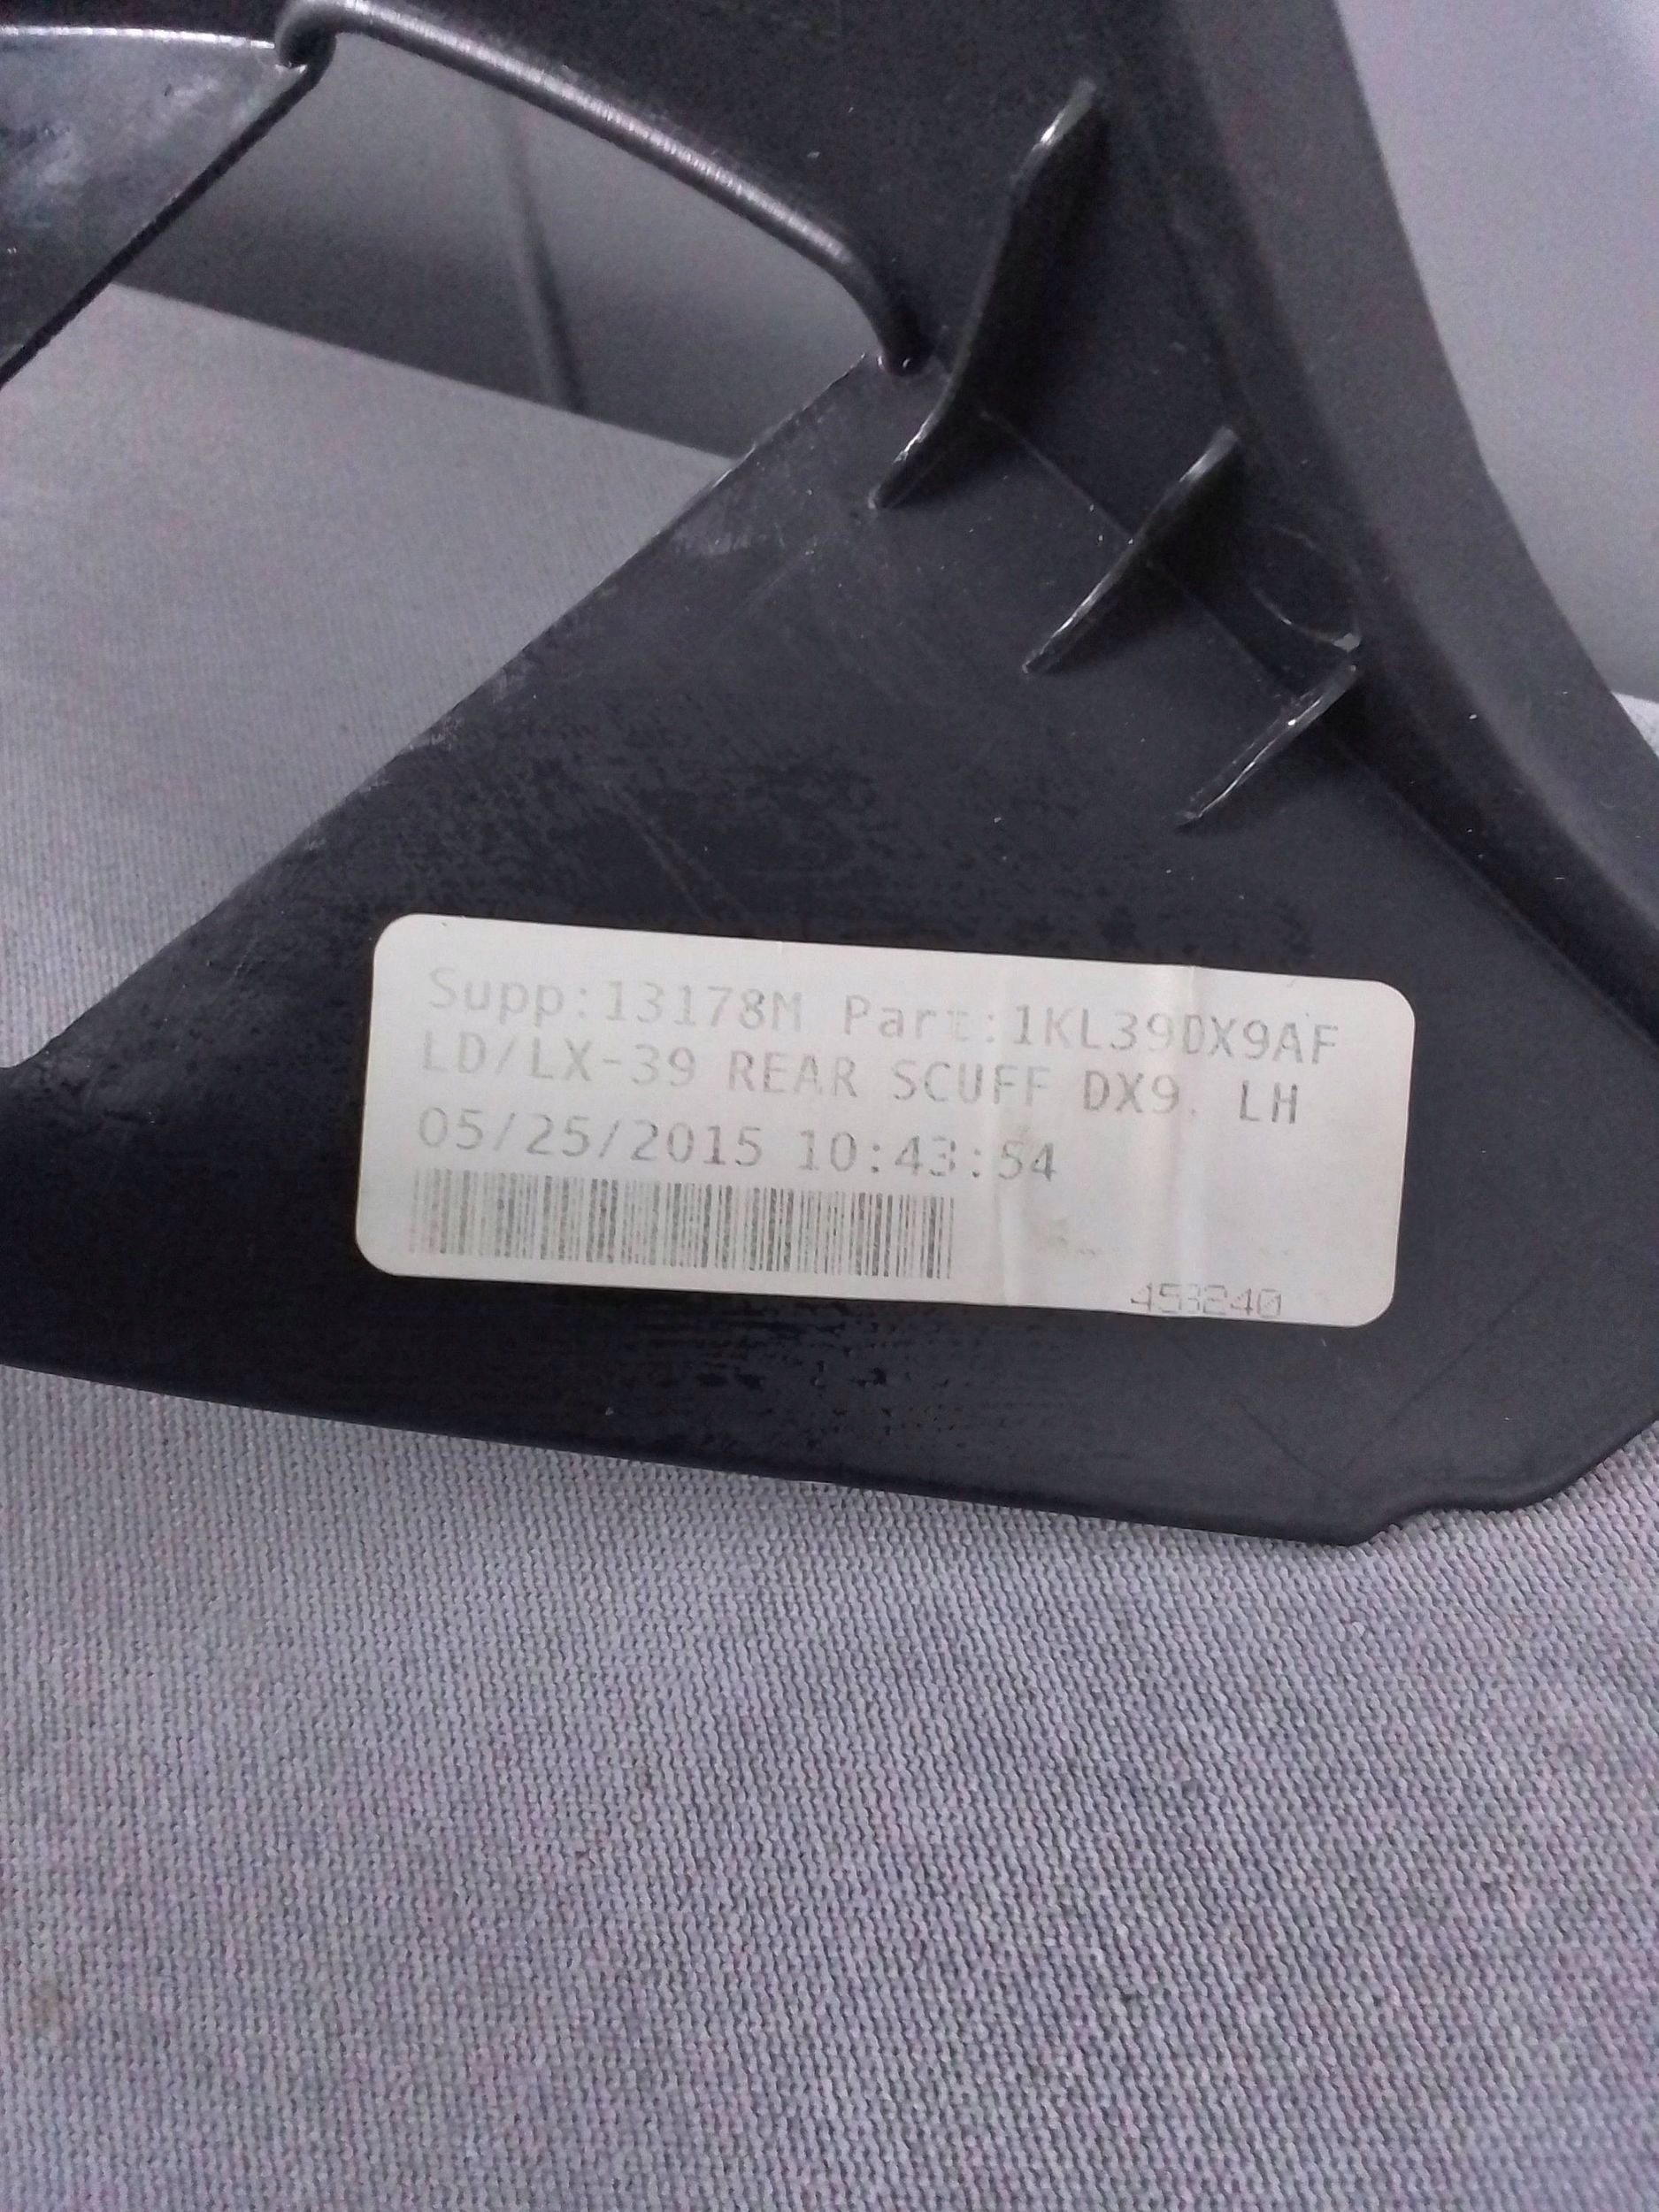 Supp:13178M Part:1KL39DX9AF
LD/LX-39 REAR SCUFF DX9. LH
05/25/2015 10:43:54
453240